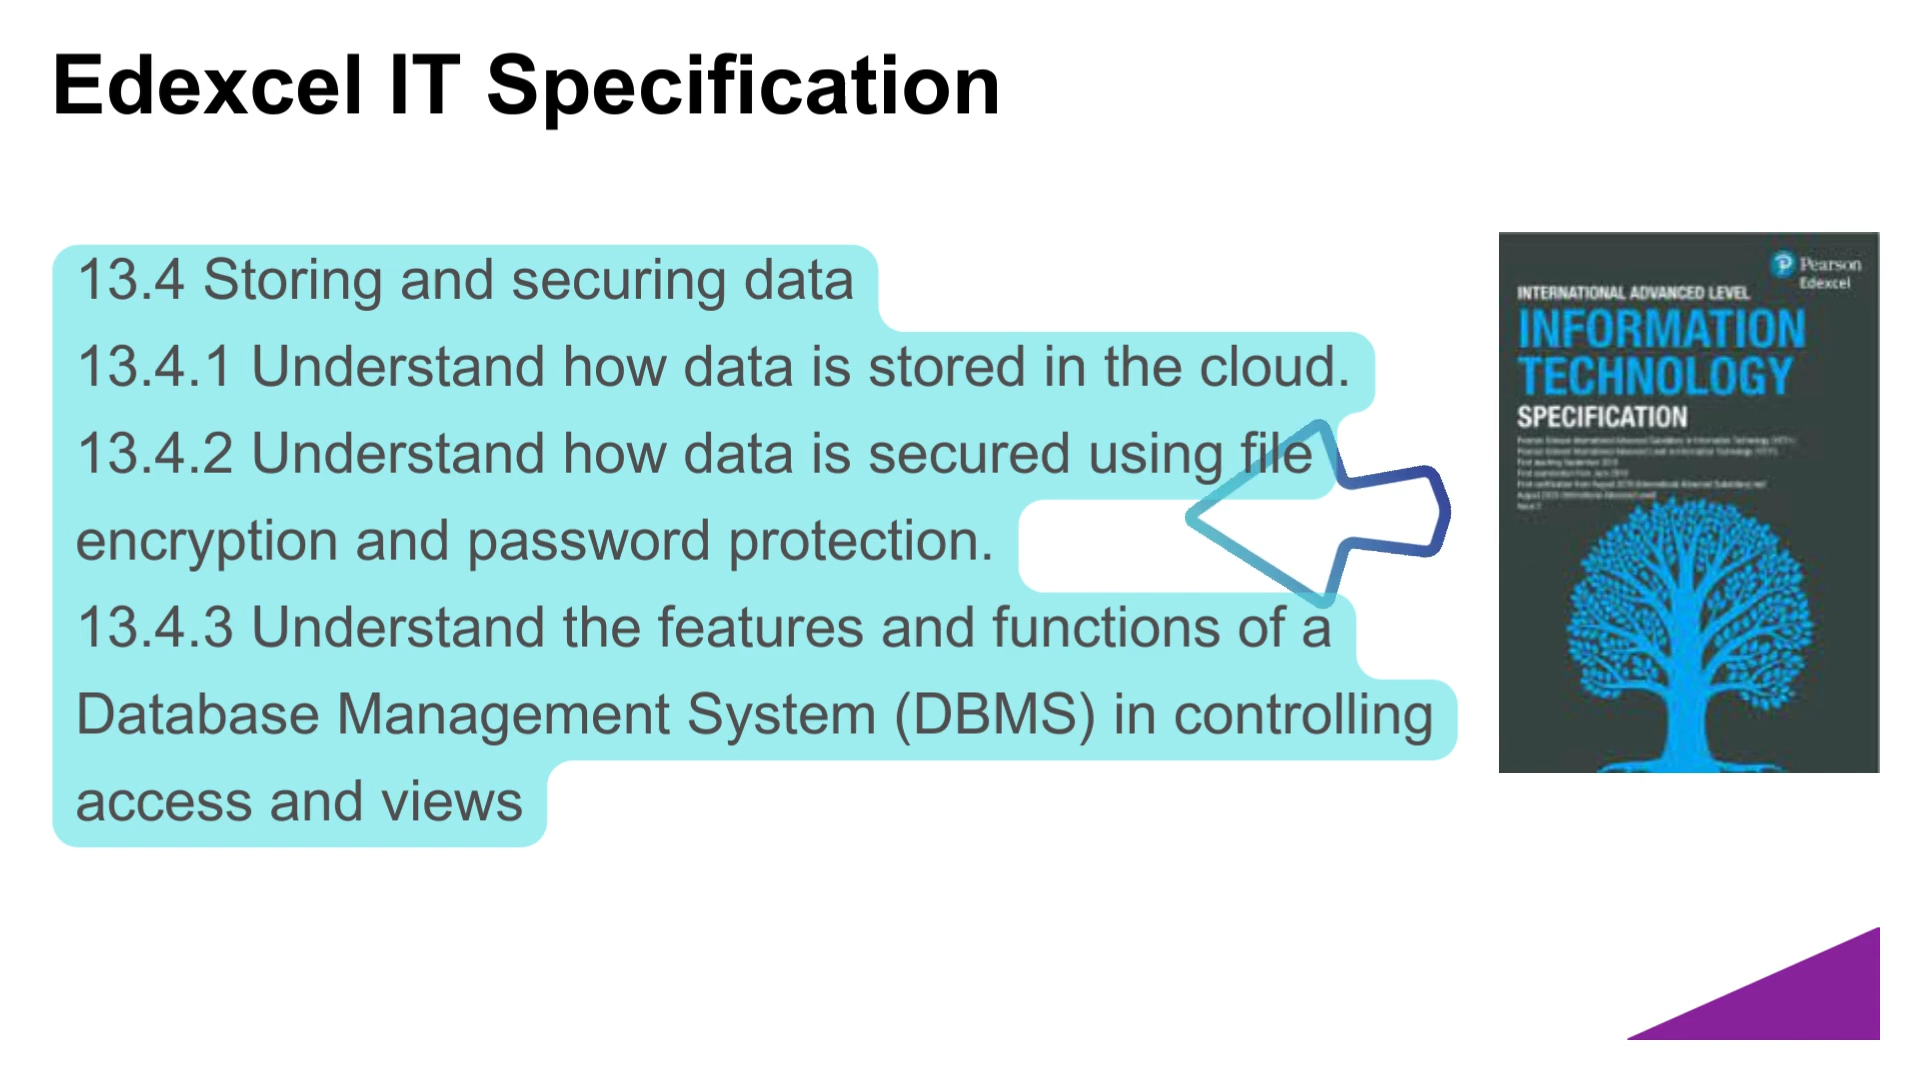 Edexcel IT Specification
13.4 Storing and securing data
13.4.1 Understand how data is stored in the cloud.
13.4.2 Understand how data is secured using file
encryption and password protection.
13.4.3 Understand the features and functions of a
Database Management System (DBMS) in controlling
access and views
Pearson
Edexcel
INTERNATIONAL ADVANCED LEVEL
INFORMATION
TECHNOLOGY
SPECIFICATION